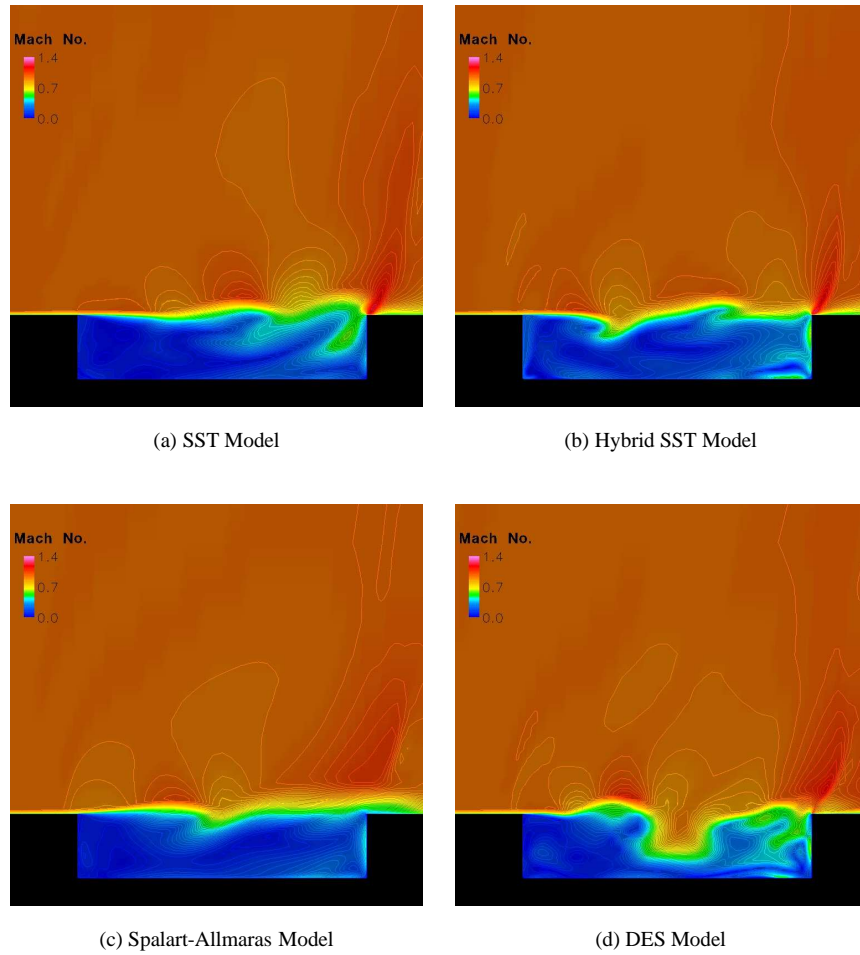 Mach No.
1.4
0.7
0.0
Mach No.
1.4
0.7
0.0
(a) SST Model
(b) Hybrid SST Model
Mach No.
1.4
0.7
0.0
Mach No.
1.4
0.7
0.0
(c) Spalart-Allmaras Model
(d) DES Model